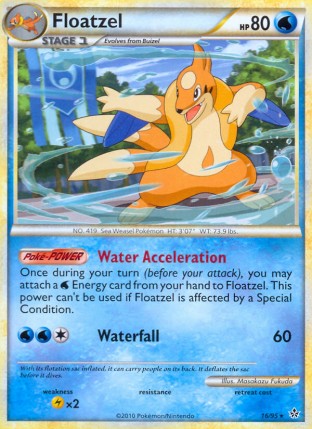 Floatzel
HP 80
STAGE 1 Evolves from Buizel
NO. 419 Sea Weasel Pokémon HT: 3'07" WT: 73.9 lbs.
Poké-POWER Water Acceleration
Once during your turn (before your attack), you may
attach a Energy card from your hand to Floatzel. This
power can't be used if Floatzel is affected by a Special
Condition.
Waterfall 60
With its flotation sac inflated, it can carry people on its back. It deflates the sac
before it dives.
Illus. Masakazu Fukuda
weakness resistance retreat cost
×2
©2010 Pokémon/Nintendo